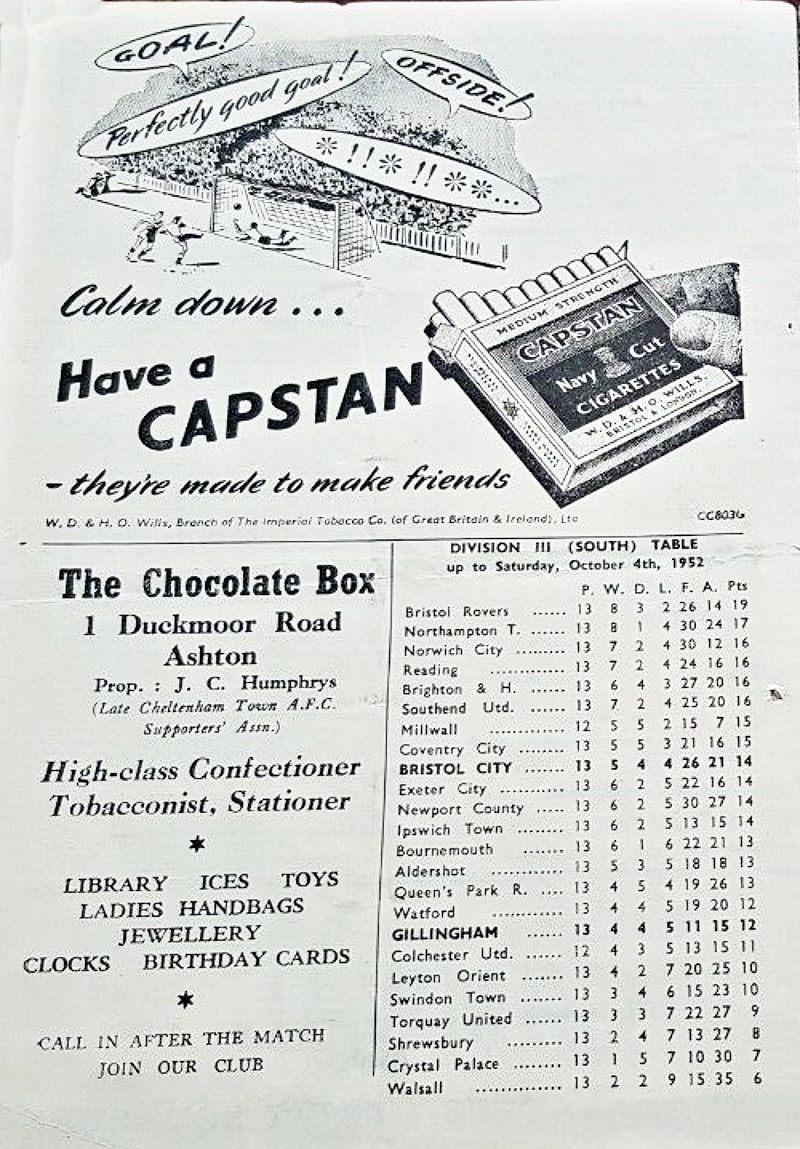 GOAL!
Perfectly good goal!
OFFSIDE!
*!!*!!**...
Calm down ...
Have a
CAPSTAN
- they're made to make friends
MEDIUM STRENGTH
CAPSTAN
Navy Cut
CIGARETTES
W. D. & H. O. WILLS.
BRISTOL & LONDON.
W. D. & H. O. Wills, Branch of The Imperial Tobacco Co. (of Great Britain & Ireland), Ltd
CC803G
The Chocolate Box
1 Duckmoor Road
Ashton
Prop. : J. C. Humphrys
(Late Cheltenham Town A.F.C.
Supporters' Assn.)
High-class Confectioner
Tobacconist, Stationer
*
LIBRARY ICES TOYS
LADIES HANDBAGS
JEWELLERY
CLOCKS BIRTHDAY CARDS
*
CALL IN AFTER THE MATCH
JOIN OUR CLUB
DIVISION III (SOUTH) TABLE
up to Saturday, October 4th, 1952
P. W. D. L. F. A. Pts
Bristol Rovers ...... 13 8 3 2 26 14 19
Northampton T. ...... 13 8 1 4 30 24 17
Norwich City ......... 13 7 2 4 30 12 16
Reading ............. 13 7 2 4 24 16 16
Brighton & H. ...... 13 6 4 3 27 20 16
Southend Utd. ...... 13 7 2 4 25 20 16
Millwall ............. 12 5 5 2 15 7 15
Coventry City ........ 13 5 5 3 21 16 15
BRISTOL CITY ....... 13 5 4 4 26 21 14
Exeter City .......... 13 6 2 5 22 16 14
Newport County ..... 13 6 2 5 30 27 14
Ipswich Town ........ 13 6 2 5 13 15 14
Bournemouth ....... 13 6 1 6 22 21 13
Aldershot ............ 13 5 3 5 18 18 13
Queen's Park R. .... 13 4 5 4 19 26 13
Watford ............ 13 4 4 5 19 20 12
GILLINGHAM ...... 13 4 4 5 11 15 12
Colchester Utd. ...... 12 4 3 5 13 15 11
Leyton Orient ....... 13 4 2 7 20 25 10
Swindon Town ....... 13 3 4 6 15 23 10
Torquay United ...... 13 3 3 7 22 27 9
Shrewsbury ......... 13 2 4 7 13 27 8
Crystal Palace ........ 13 1 5 7 10 30 7
Walsall .............. 13 2 2 9 15 35 6